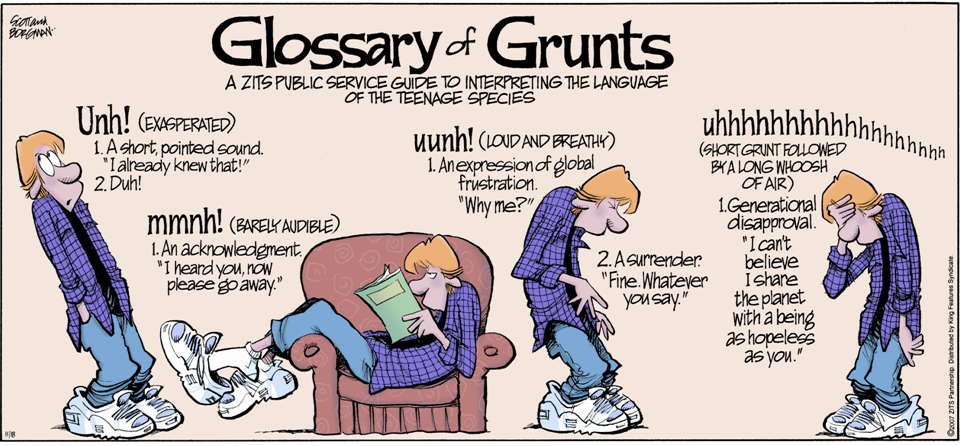 SCOTT AND
BORGMAN
Glossary of Grunts
A ZITS PUBLIC SERVICE GUIDE TO INTERPRETING THE LANGUAGE
OF THE TEENAGE SPECIES
Unh! (EXASPERATED)
1. A short, pointed sound.
"I already knew that!"
2. Duh!
mmnh! (BARELY AUDIBLE)
1. An acknowledgment.
"I heard you, now
please go away."
uunh! (LOUD AND BREATHY)
1. An expression of global
frustration.
"Why me?"
2. A surrender.
"Fine. Whatever
you say."
uhhhhhhhhhhhhhhhhhhhh
(SHORT GRUNT FOLLOWED
BY A LONG WHOOSH
OF AIR)
1. Generational
disapproval.
"I can't
believe
I share
the planet
with a being
as hopeless
as you."
11/18
©2007 ZITS Partnership. Distributed by King Features Syndicate